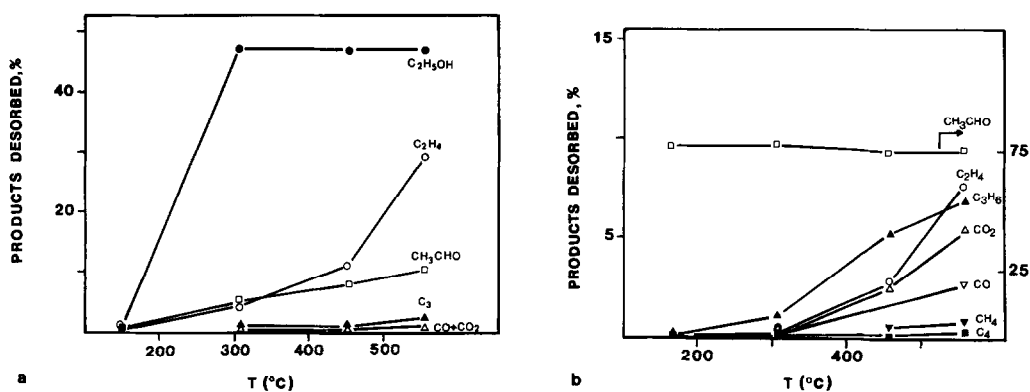 PRODUCTS DESORBED, %
40
20
C₂H₅OH
C₂H₄
CH₃CHO
C₃
CO+CO₂
200
300
400
500
T (°C)
a
PRODUCTS DESORBED, %
15
10
5
CH₃CHO
75
C₂H₄
C₃H₆
CO₂
25
CO
CH₄
C₄
200
400
T (°C)
b